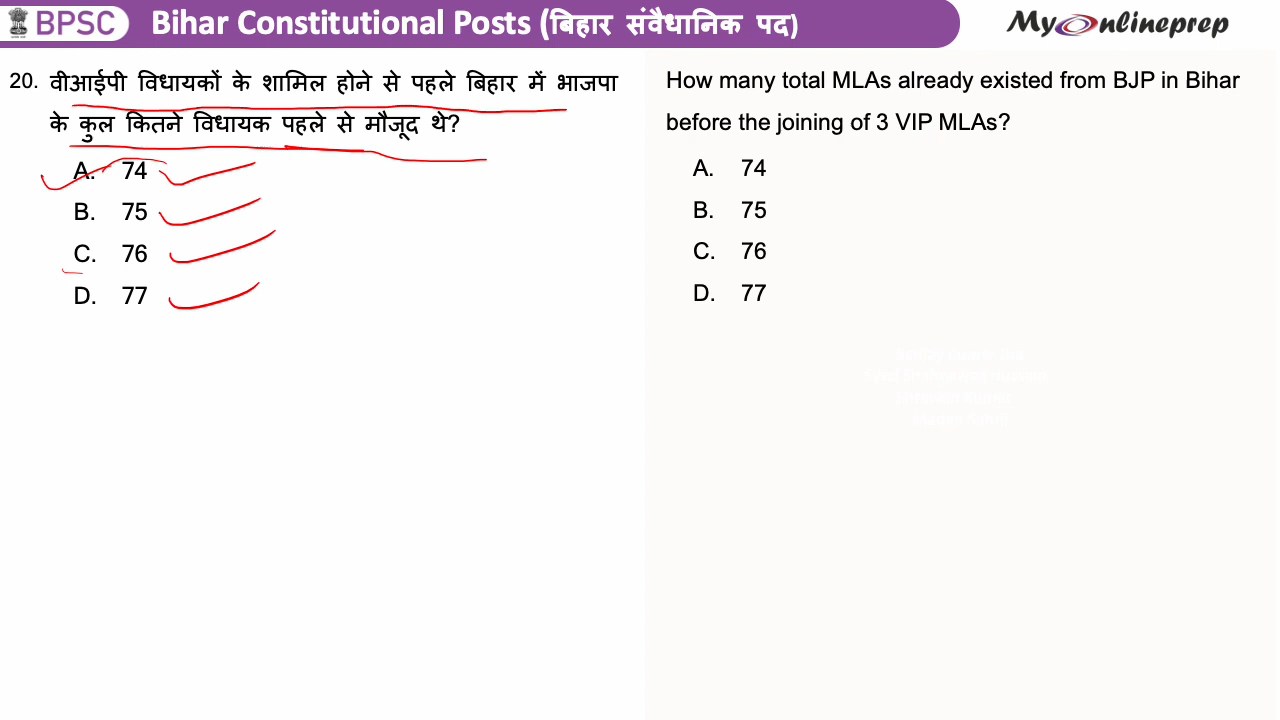 BPSC Bihar Constitutional Posts (बिहार संवैधानिक पद)
MyOnlineprep
20. वीआईपी विधायकों के शामिल होने से पहले बिहार में भाजपा
के कुल कितने विधायक पहले से मौजूद थे?
A. 74
B. 75
C. 76
D. 77
How many total MLAs already existed from BJP in Bihar
before the joining of 3 VIP MLAs?
A. 74
B. 75
C. 76
D. 77